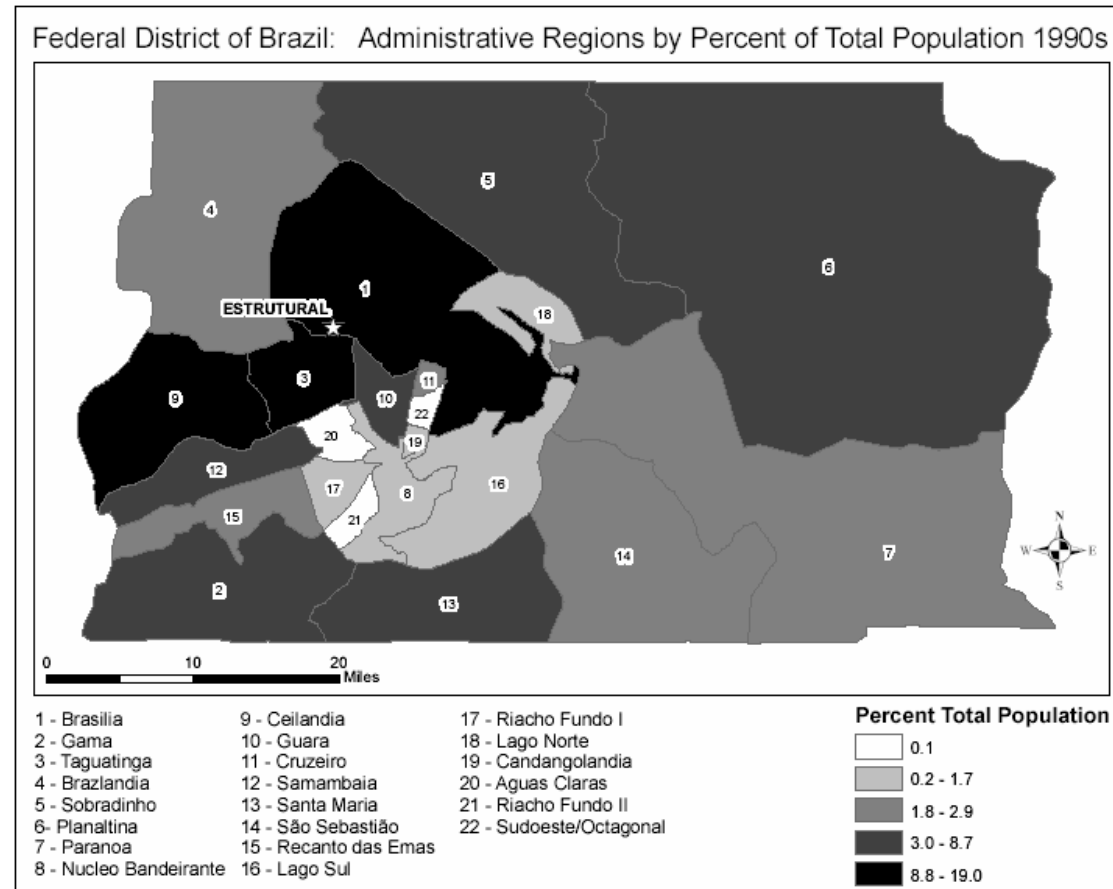 Federal District of Brazil: Administrative Regions by Percent of Total Population 1990s
5
4
6
1
18
ESTRUTURAL
9
3
10
11
22
20
19
12
17
8
16
15
21
14
7
2
13
N
W E
S
0 10 20
Miles
1 - Brasilia
2 - Gama
3 - Taguatinga
4 - Brazlandia
5 - Sobradinho
6- Planaltina
7 - Paranoa
8 - Nucleo Bandeirante
9 - Ceilandia
10 - Guara
11 - Cruzeiro
12 - Samambaia
13 - Santa Maria
14 - São Sebastião
15 - Recanto das Emas
16 - Lago Sul
17 - Riacho Fundo I
18 - Lago Norte
19 - Candangolandia
20 - Aguas Claras
21 - Riacho Fundo II
22 - Sudoeste/Octagonal
Percent Total Population
0.1
0.2 - 1.7
1.8 - 2.9
3.0 - 8.7
8.8 - 19.0